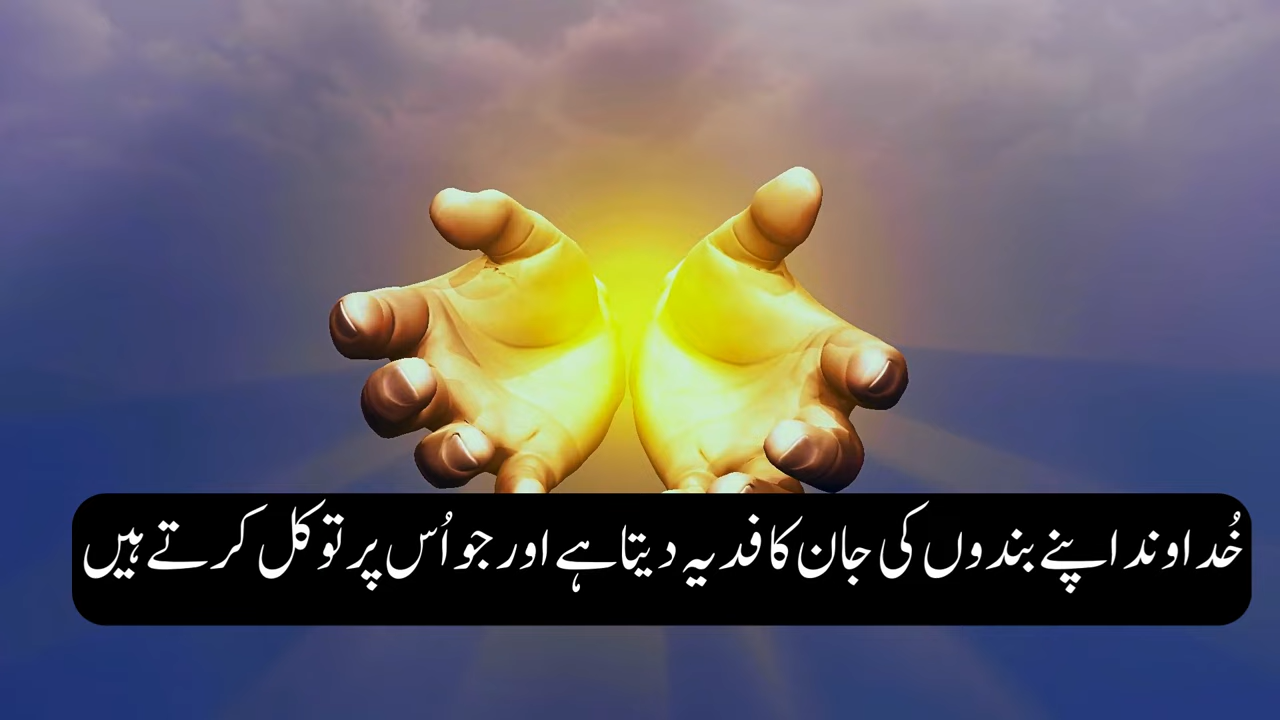 خُداوند اپنے بندوں کی جان کا فدیہ دیتا ہے اور جو اُس پر توکل کرتے ہیں